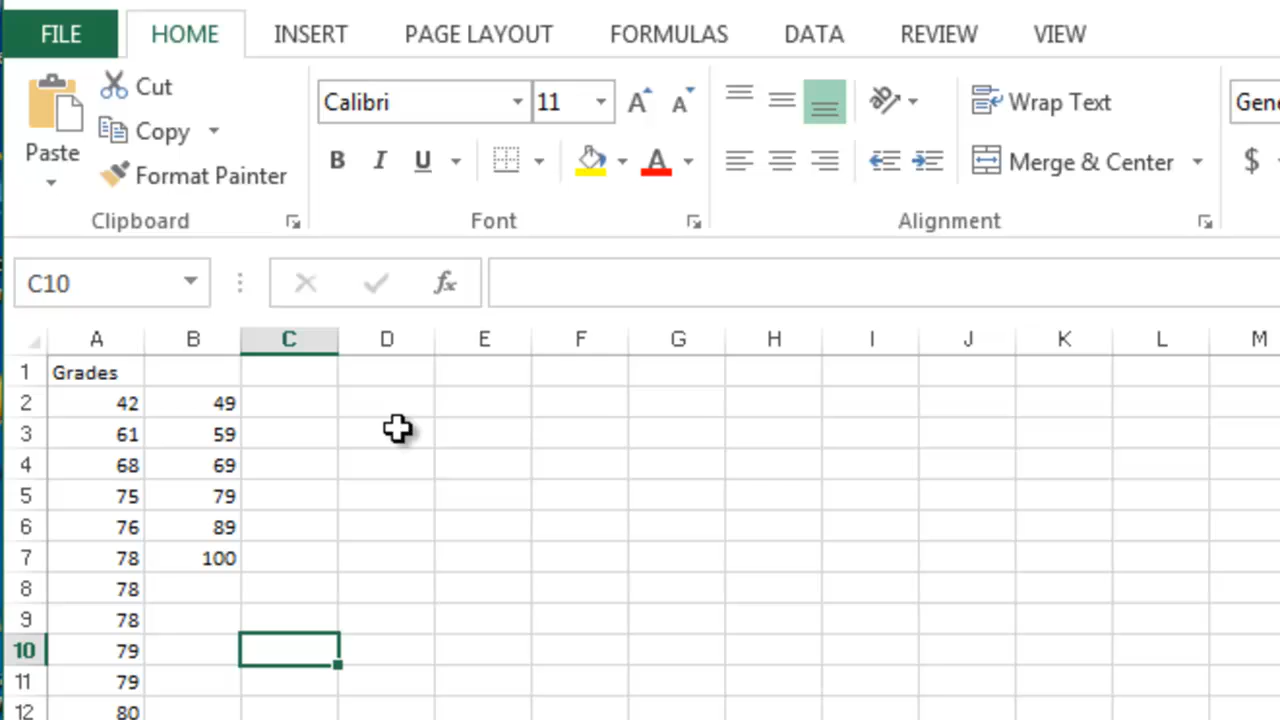 FILE HOME INSERT PAGE LAYOUT FORMULAS DATA REVIEW VIEW
Paste
Cut
Copy
Format Painter
Clipboard
Calibri 11 A A
B I U A
Font
Wrap Text
Merge & Center
Alignment
Gene
$
C10 fx
A B C D E F G H I J K L M
1 Grades
2 42 49
3 61 59
4 68 69
5 75 79
6 76 89
7 78 100
8 78
9 78
10 79
11 79
12 80